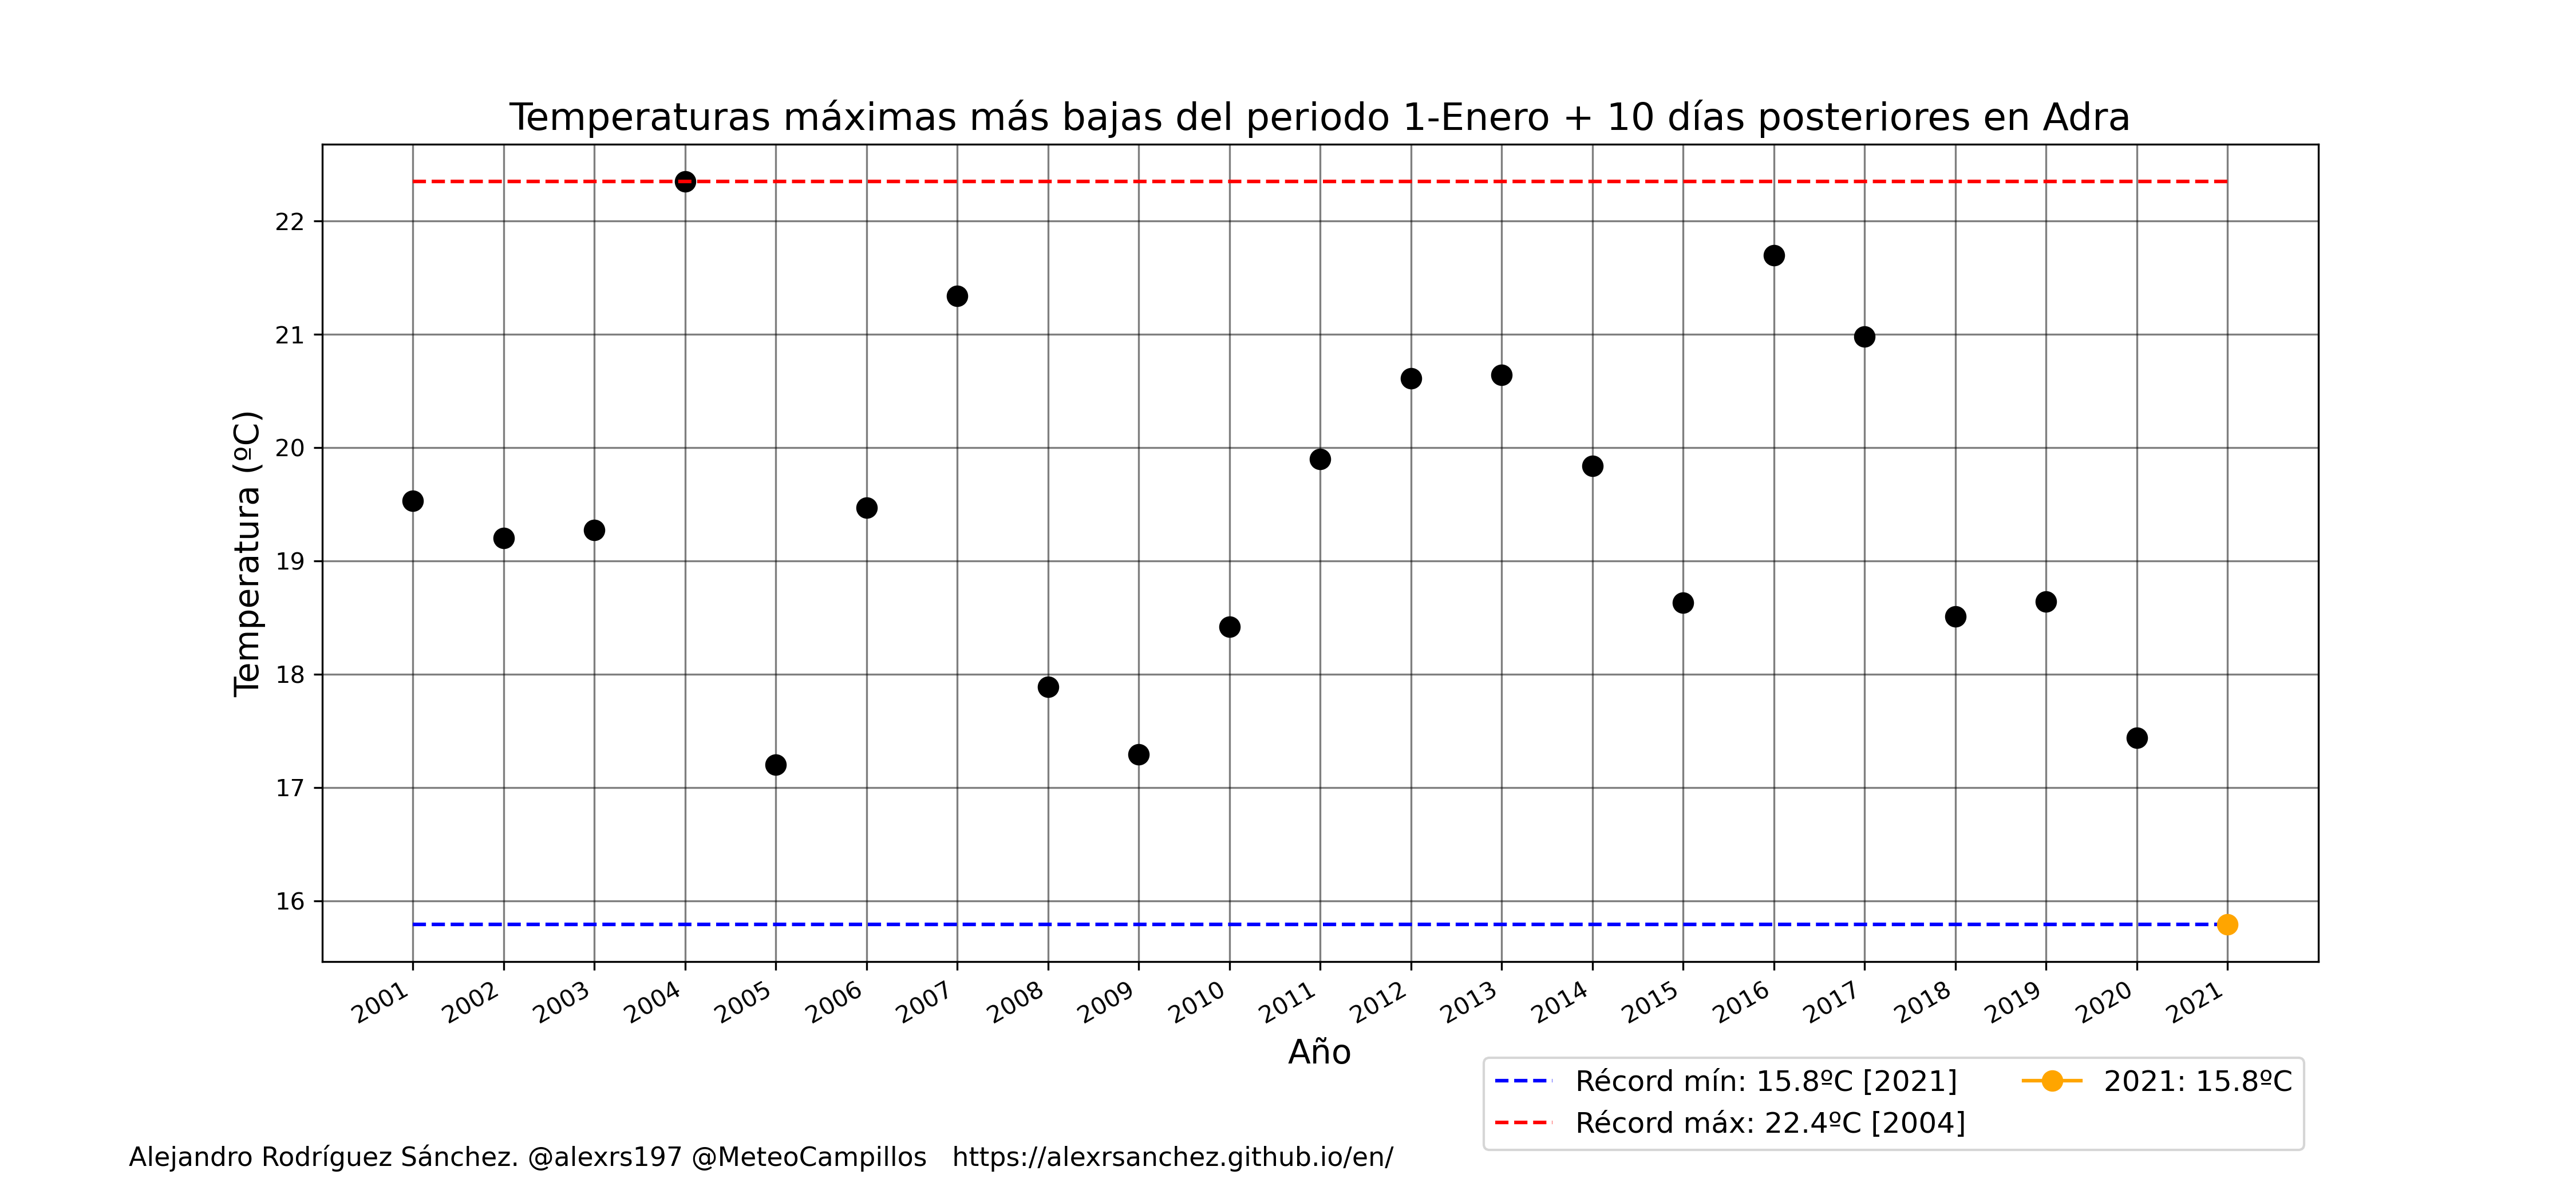 Temperaturas máximas más bajas del periodo 1-Enero + 10 días posteriores en Adra
Temperatura (ºC)
22
21
20
19
18
17
16
2001 2002 2003 2004 2005 2006 2007 2008 2009 2010 2011 2012 2013 2014 2015 2016 2017 2018 2019 2020 2021
Año
Récord mín: 15.8ºC [2021] 2021: 15.8ºC
Récord máx: 22.4ºC [2004]
Alejandro Rodríguez Sánchez. @alexrs197 @MeteoCampillos https://alexrsanchez.github.io/en/